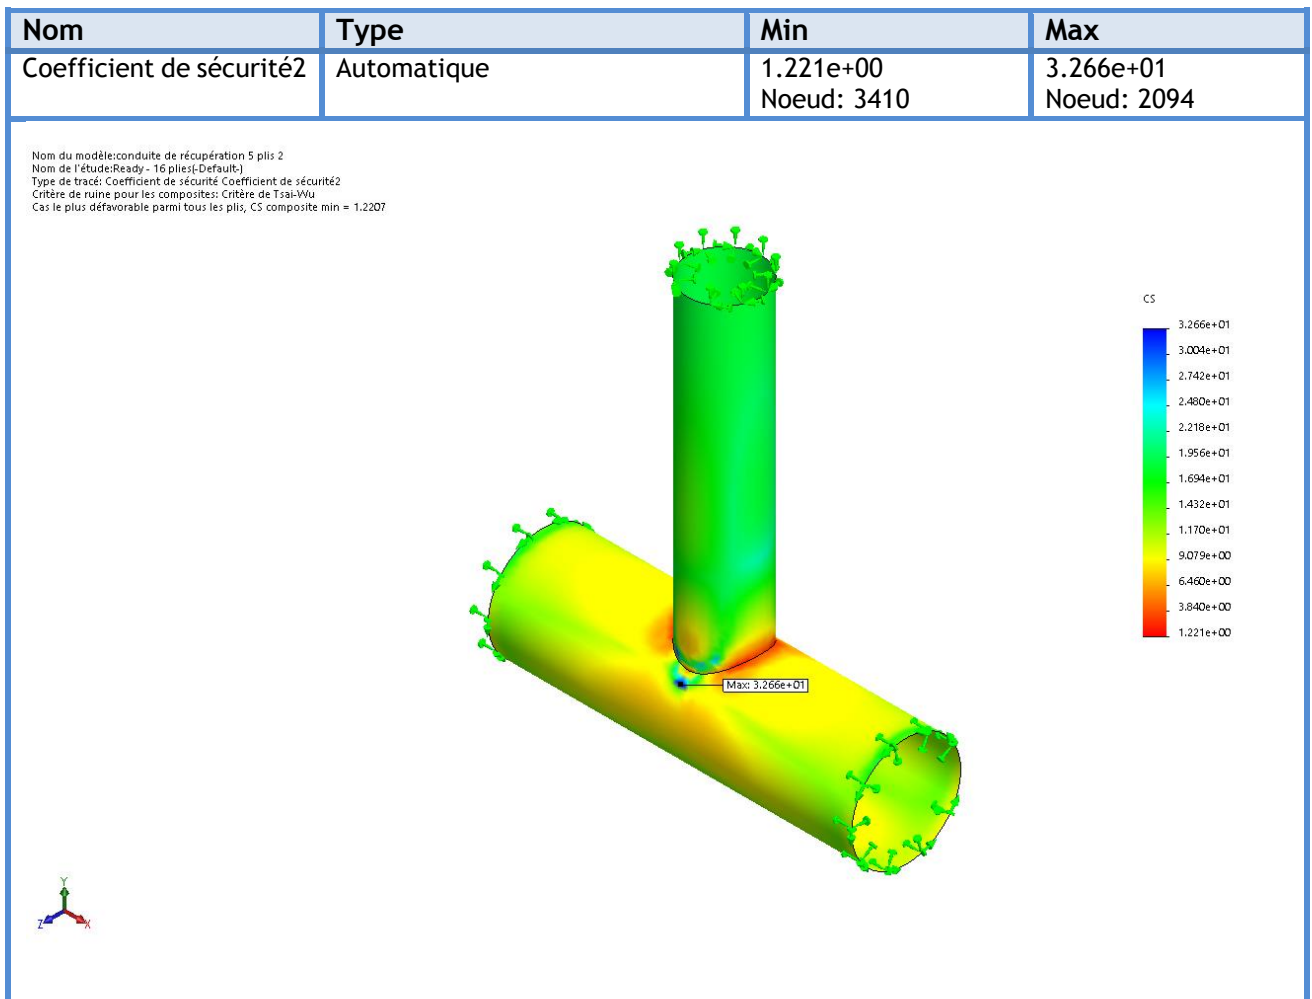 Nom Type Min Max
Coefficient de sécurité2 Automatique 1.221e+00 3.266e+01
Noeud: 3410 Noeud: 2094
Nom du modèle:conduite de récupération 5 plis 2
Nom de l'étude:Ready - 16 plies(-Default-)
Type de tracé: Coefficient de sécurité Coefficient de sécurité2
Critère de ruine pour les composites: Critère de Tsai-Wu
Cas le plus défavorable parmi tous les plis, CS composite min = 1.2207
CS
3.266e+01
3.004e+01
2.742e+01
2.480e+01
2.218e+01
1.956e+01
1.694e+01
1.432e+01
1.170e+01
9.079e+00
6.460e+00
3.840e+00
1.221e+00
Max: 3.266e+01
Y
Z X